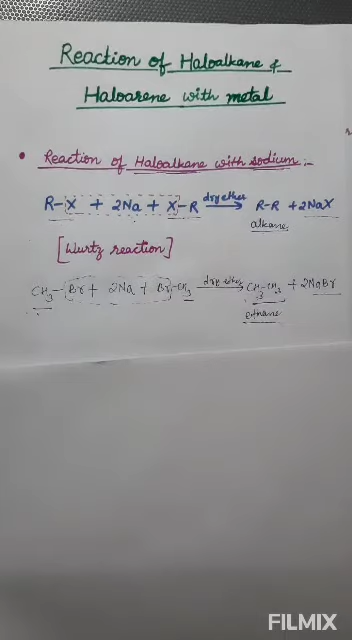 Reaction of Haloalkane &
Haloarene with metal
• Reaction of Haloalkane with sodium:-
R-X + 2Na + X-R dry ether → R-R + 2NaX
alkane
[Wurtz reaction]
CH3-Br + 2Na + Br-CH3 dry ether → CH3-CH3 + 2NaBr
ethane
FILMIX